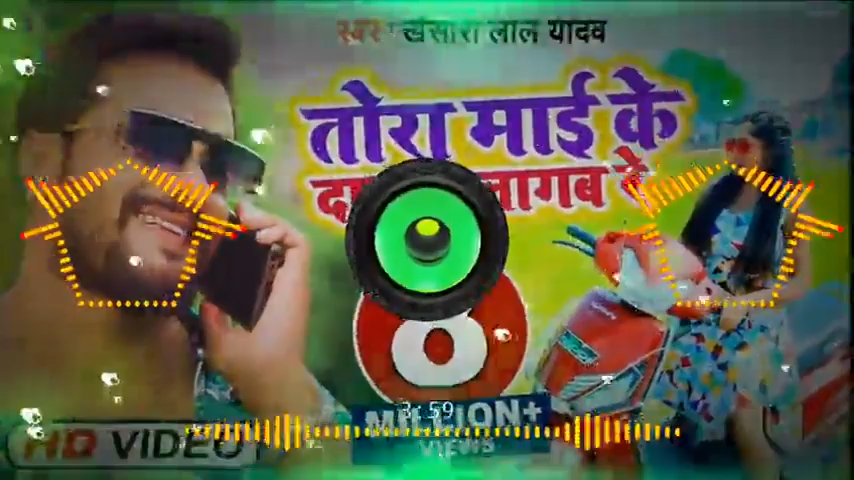 स्वर : खेसारी लाल यादव
तोरा माई के
लागब रे
8
3:59
MILLION+
VIEWS
HD VIDEO